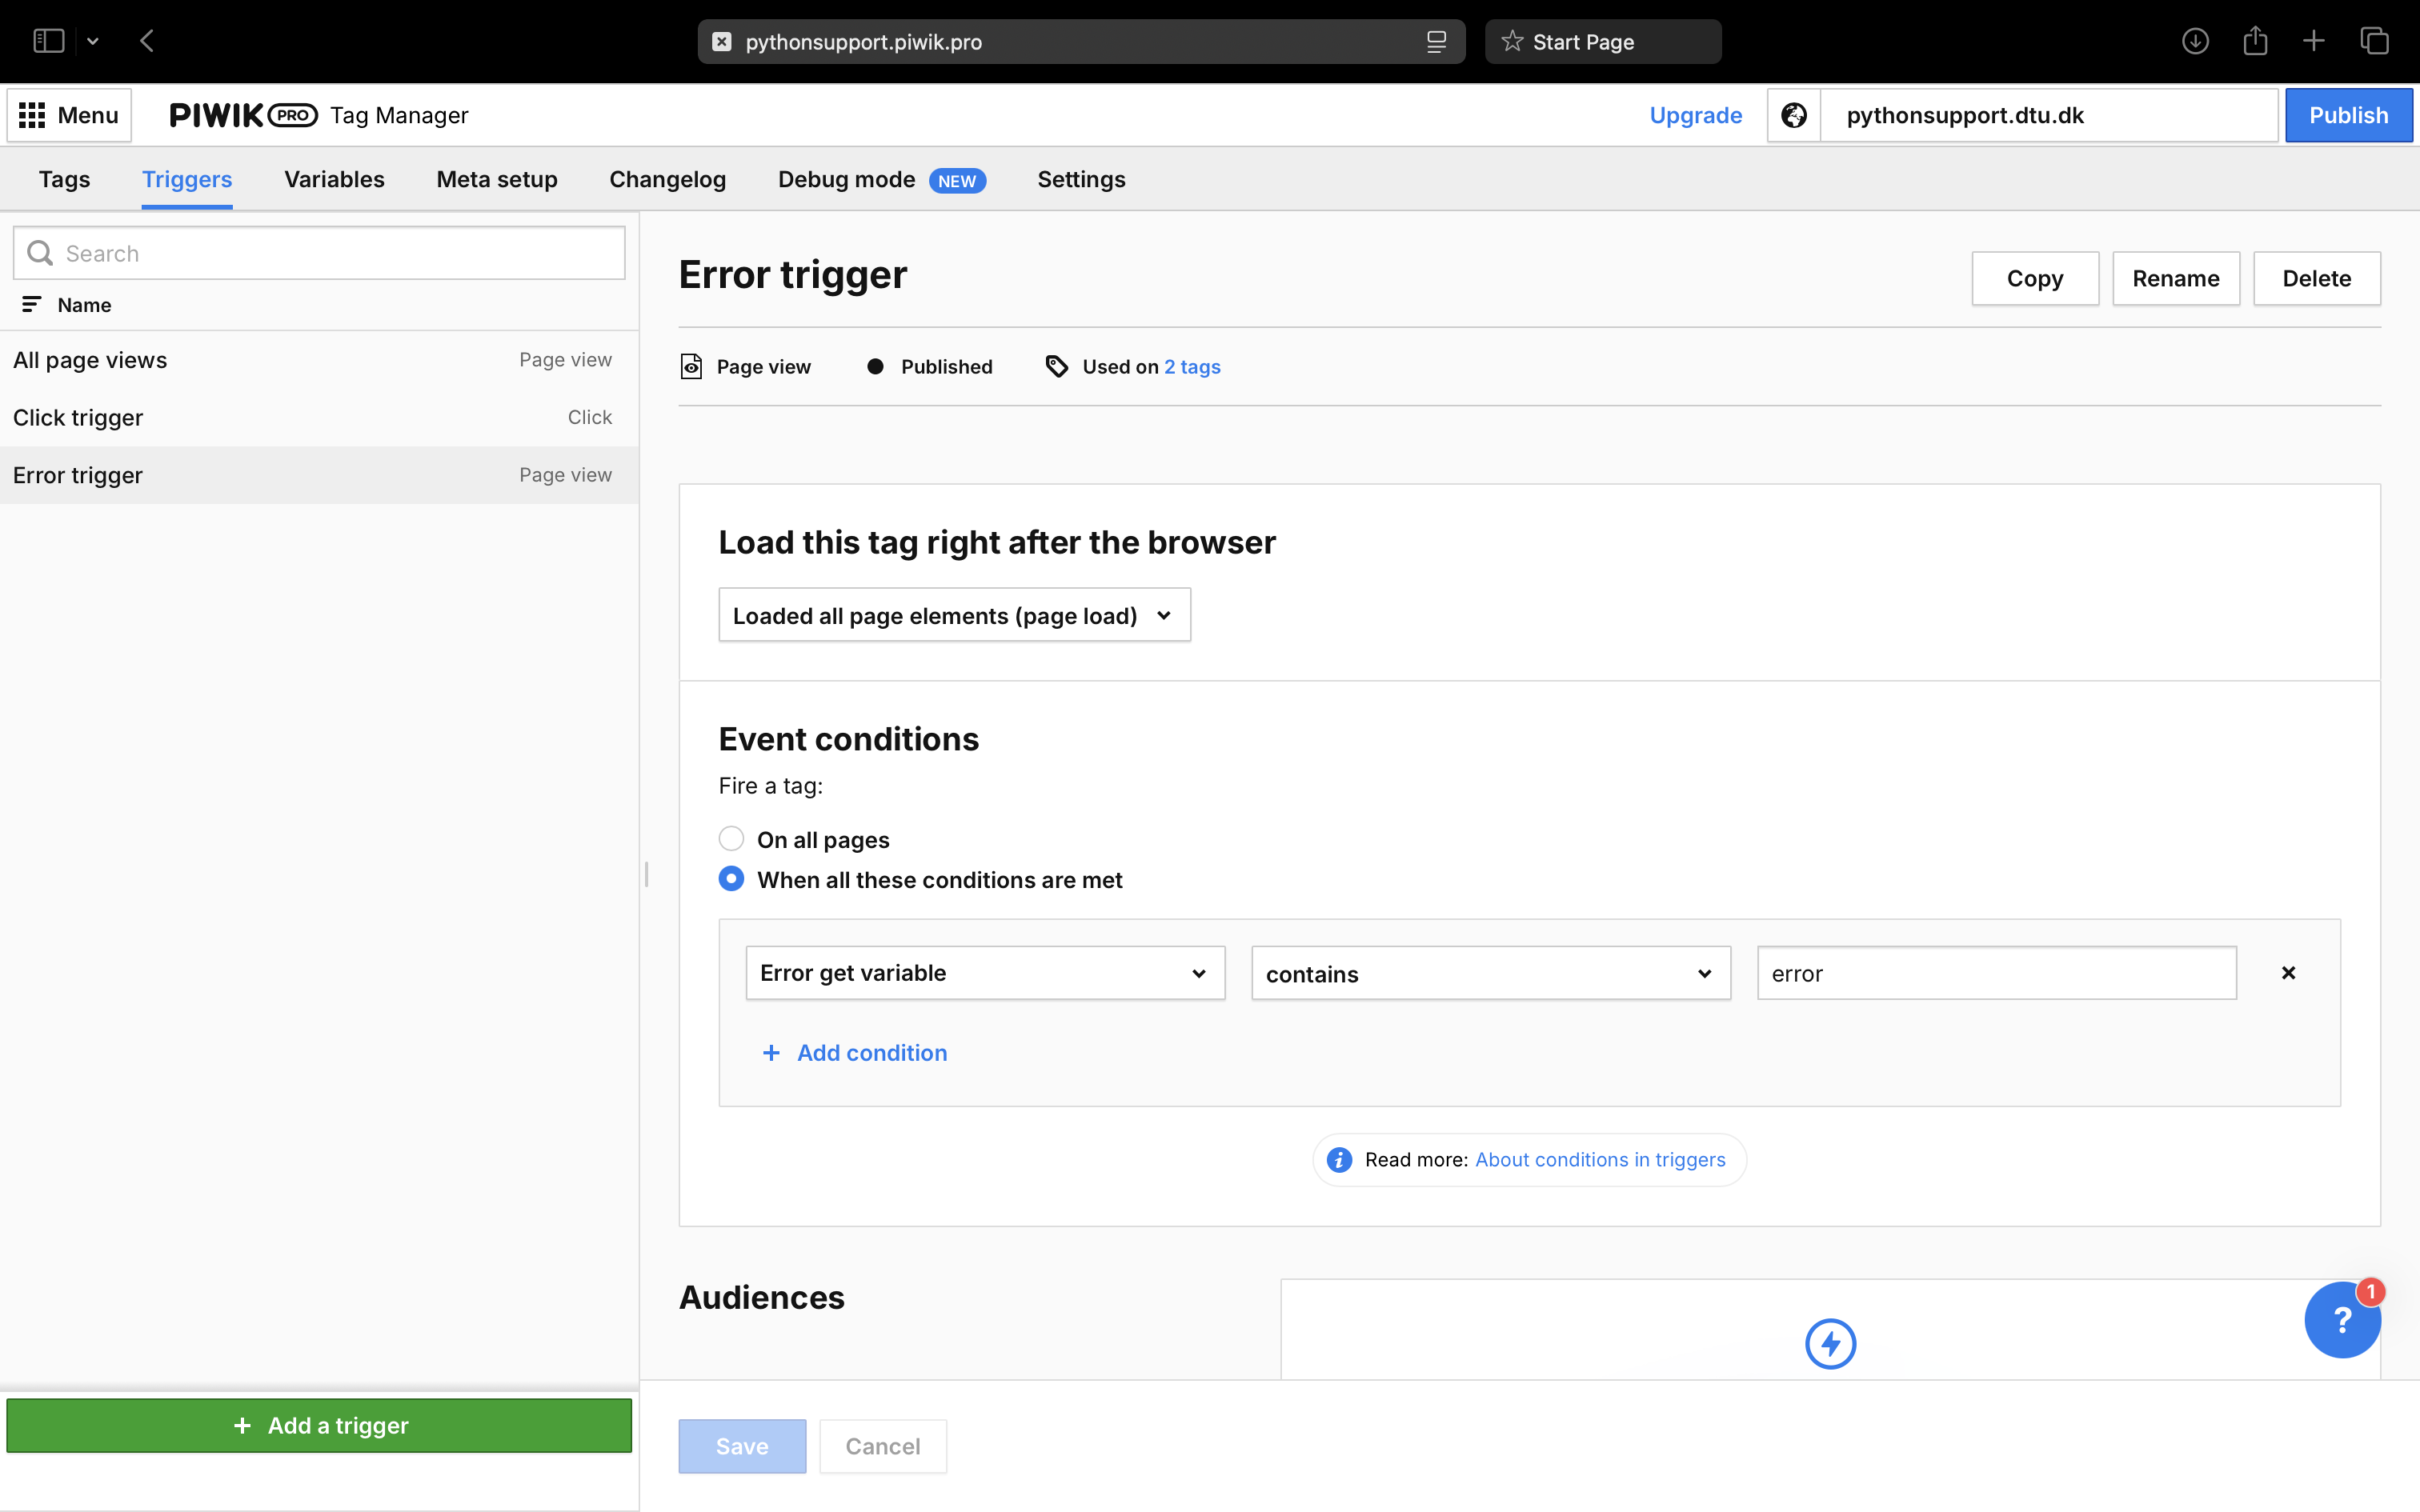 pythonsupport.piwik.pro
Start Page
Menu
PIWIK PRO Tag Manager
Upgrade
pythonsupport.dtu.dk
Publish
Tags
Triggers
Variables
Meta setup
Changelog
Debug mode NEW
Settings
Search
Name
All page views Page view
Click trigger Click
Error trigger Page view
Add a trigger
Error trigger
Copy
Rename
Delete
Page view
Published
Used on 2 tags
Load this tag right after the browser
Loaded all page elements (page load)
Event conditions
Fire a tag:
On all pages
When all these conditions are met
Error get variable contains error
+ Add condition
Read more: About conditions in triggers
Audiences
?
1
Save
Cancel